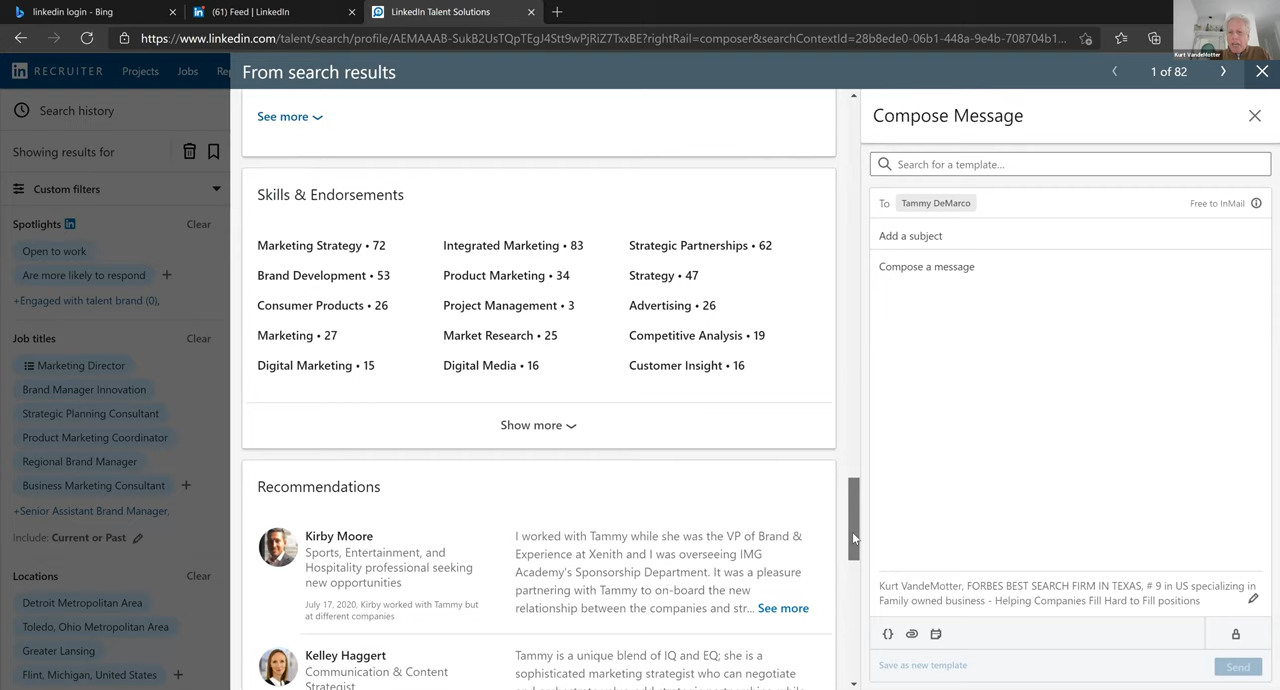 linkedin login - Bing
(61) Feed | LinkedIn
LinkedIn Talent Solutions
https://www.linkedin.com/talent/search/profile/AEMAAAB-SukB2UsTQpTEgJ4Stt9wPjRiZ7TxxBE?rightRail=composer&searchContextId=28b8ede0-06b1-448a-9e4b-708704b1...
Kurt VandeMotter
in RECRUITER
Projects
Jobs
Rep
From search results
1 of 82
Search history
Showing results for
Custom filters
Spotlights in
Clear
Open to work
Are more likely to respond
+Engaged with talent brand (0),
Job titles
Clear
Marketing Director
Brand Manager Innovation
Strategic Planning Consultant
Product Marketing Coordinator
Regional Brand Manager
Business Marketing Consultant
+Senior Assistant Brand Manager,
Include: Current or Past
Locations
Clear
Detroit Metropolitan Area
Toledo, Ohio Metropolitan Area
Greater Lansing
Flint, Michigan, United States
See more
Skills & Endorsements
Marketing Strategy • 72
Integrated Marketing • 83
Strategic Partnerships • 62
Brand Development • 53
Product Marketing • 34
Strategy • 47
Consumer Products • 26
Project Management • 3
Advertising • 26
Marketing • 27
Market Research • 25
Competitive Analysis • 19
Digital Marketing • 15
Digital Media • 16
Customer Insight • 16
Show more
Recommendations
Kirby Moore
Sports, Entertainment, and
Hospitality professional seeking
new opportunities
July 17, 2020, Kirby worked with Tammy but
at different companies
I worked with Tammy while she was the VP of Brand &
Experience at Xenith and I was overseeing IMG
Academy's Sponsorship Department. It was a pleasure
partnering with Tammy to on-board the new
relationship between the companies and str... See more
Kelley Haggert
Communication & Content
Strategist
Tammy is a unique blend of IQ and EQ; she is a
sophisticated marketing strategist who can negotiate
Compose Message
Search for a template...
To Tammy DeMarco
Free to InMail
Add a subject
Compose a message
Kurt VandeMotter, FORBES BEST SEARCH FIRM IN TEXAS, # 9 in US specializing in
Family owned business - Helping Companies Fill Hard to Fill positions
Save as new template
Send